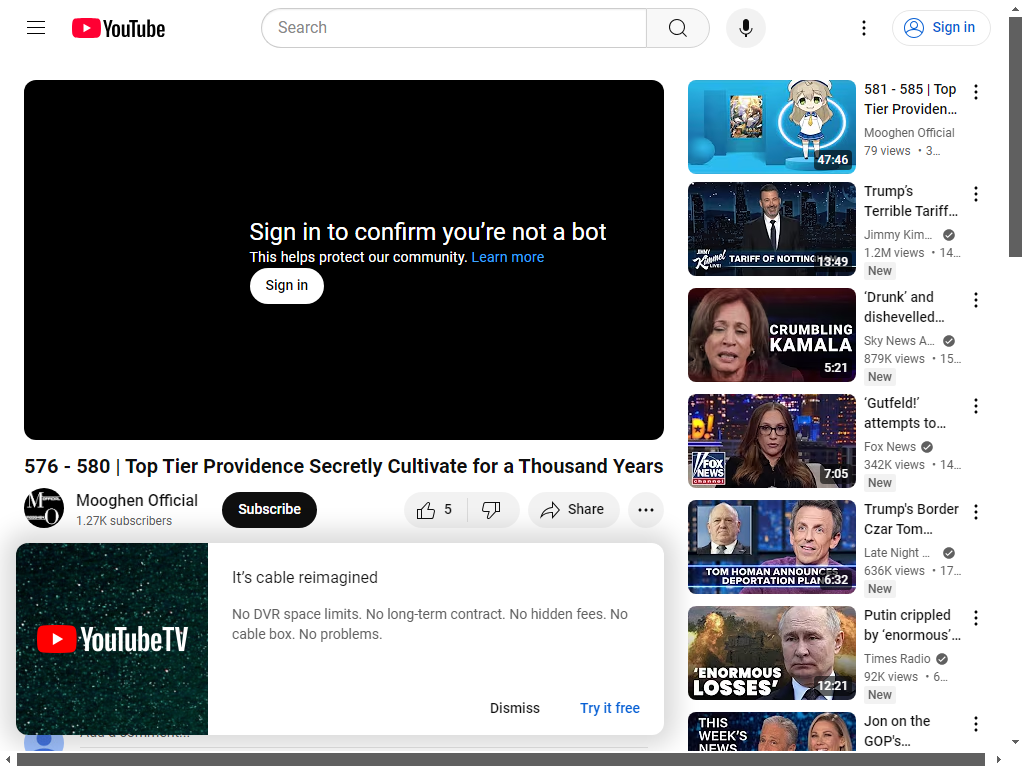 YouTube
Search
Sign in
Sign in to confirm you’re not a bot
This helps protect our community. Learn more
Sign in
576 - 580 | Top Tier Providence Secretly Cultivate for a Thousand Years
Mooghen Official
1.27K subscribers
Subscribe
5
Share
YouTubeTV
It’s cable reimagined
No DVR space limits. No long-term contract. No hidden fees. No
cable box. No problems.
Dismiss
Try it free
Add a comment...
47:46
581 - 585 | Top
Tier Providen...
Mooghen Official
79 views • 3...
JIMMY
Kimmel
LIVE!
TARIFF OF NOTTING
13:49
Trump’s
Terrible Tariff...
Jimmy Kim...
1.2M views • 14...
New
CRUMBLING
KAMALA
5:21
‘Drunk’ and
dishevelled...
Sky News A...
879K views • 15...
New
FOX
NEWS
channel
7:05
‘Gutfeld!’
attempts to...
Fox News
342K views • 14...
New
TOM HOMAN ANNOUNCES
DEPORTATION PLAN
6:32
Trump's Border
Czar Tom...
Late Night ...
636K views • 17...
New
‘ENORMOUS
LOSSES’
12:21
Putin crippled
by ‘enormous’...
Times Radio
92K views • 6...
New
THIS
WEEK'S
NEWS
Jon on the
GOP's...